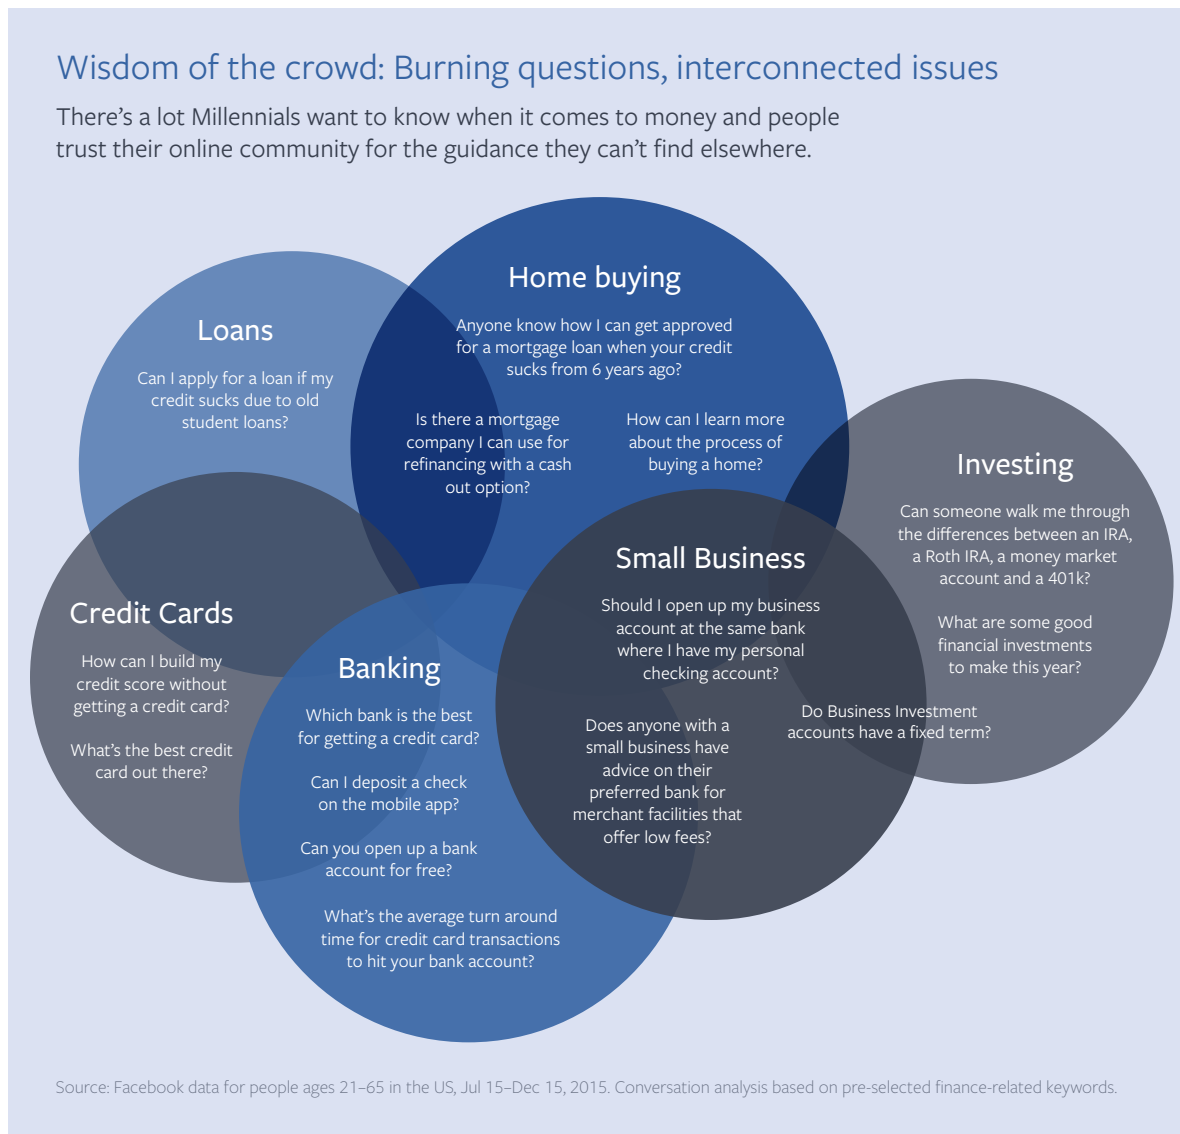 Wisdom of the crowd: Burning questions, interconnected issues
There’s a lot Millennials want to know when it comes to money and people
trust their online community for the guidance they can’t find elsewhere.
Loans
Can I apply for a loan if my
credit sucks due to old
student loans?
Home buying
Anyone know how I can get approved
for a mortgage loan when your credit
sucks from 6 years ago?
Is there a mortgage
company I can use for
refinancing with a cash
out option?
How can I learn more
about the process of
buying a home?
Investing
Can someone walk me through
the differences between an IRA,
a Roth IRA, a money market
account and a 401k?
What are some good
financial investments
to make this year?
Small Business
Should I open up my business
account at the same bank
where I have my personal
checking account?
Does anyone with a
small business have
advice on their
preferred bank for
merchant facilities that
offer low fees?
Do Business Investment
accounts have a fixed term?
Credit Cards
How can I build my
credit score without
getting a credit card?
What’s the best credit
card out there?
Banking
Which bank is the best
for getting a credit card?
Can I deposit a check
on the mobile app?
Can you open up a bank
account for free?
What’s the average turn around
time for credit card transactions
to hit your bank account?
Source: Facebook data for people ages 21–65 in the US, Jul 15–Dec 15, 2015. Conversation analysis based on pre-selected finance-related keywords.